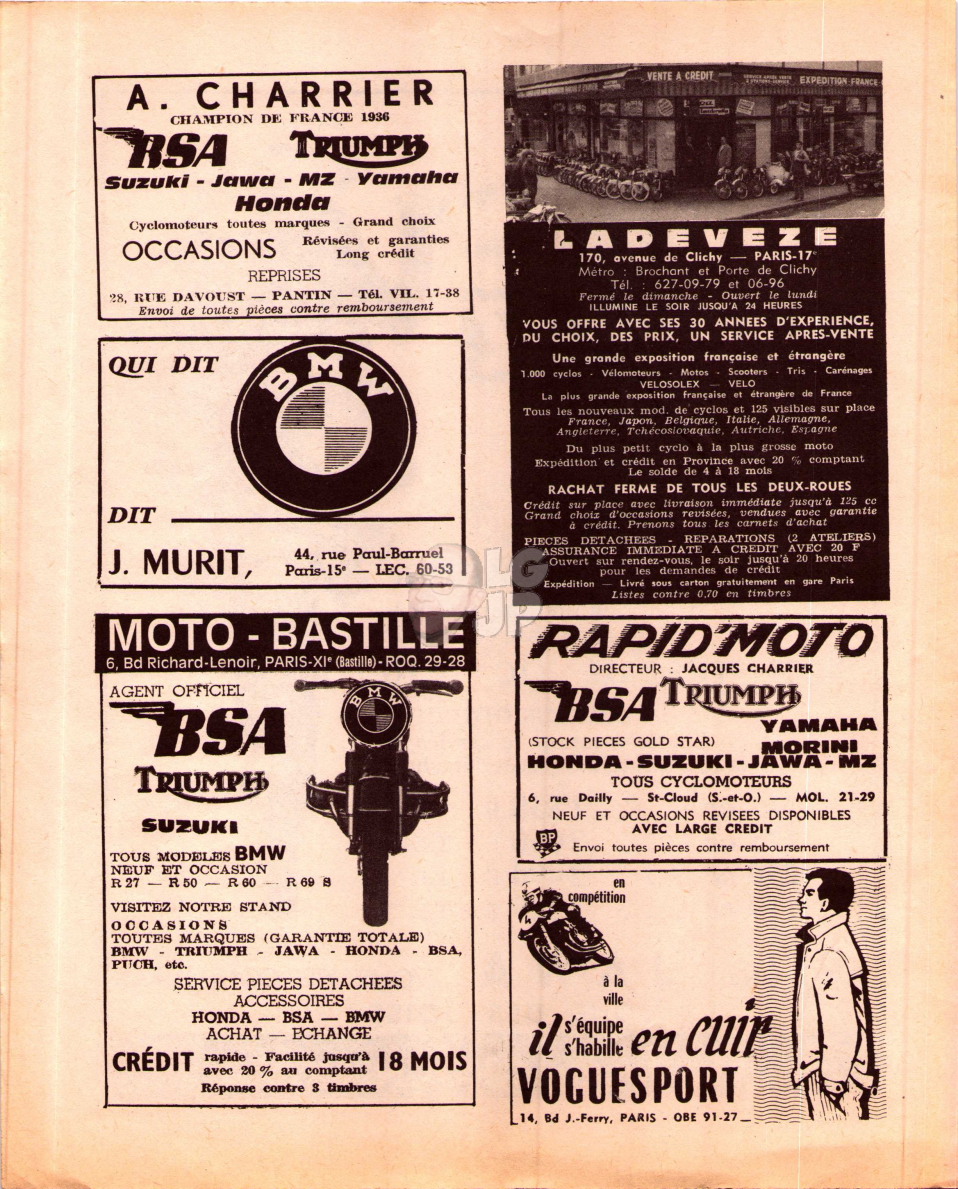 A. CHARRIER
CHAMPION DE FRANCE 1936
BSA TRIUMPH
Suzuki - Jawa - MZ - Yamaha
Honda
Cyclomoteurs toutes marques - Grand choix
OCCASIONS Révisées et garanties
Long crédit
REPRISES
28, RUE DAVOUST — PANTIN — Tél. VIL. 17-38
Envoi de toutes pièces contre remboursement
QUI DIT
BMW
DIT
J. MURIT, 44, rue Paul-Barruel
Paris-15e — LEC. 60-53
MOTO - BASTILLE
6, Bd Richard-Lenoir, PARIS-XIe (Bastille) - ROQ. 29-28
AGENT OFFICIEL
BMW
BSA
TRIUMPH
SUZUKI
TOUS MODELES BMW
NEUF ET OCCASION
R 27 — R 50 — R 60 — R 69 S
VISITEZ NOTRE STAND
OCCASIONS
TOUTES MARQUES (GARANTIE TOTALE)
BMW - TRIUMPH - JAWA - HONDA - BSA,
PUCH, etc.
SERVICE PIECES DETACHEES
ACCESSOIRES
HONDA — BSA — BMW
ACHAT — ECHANGE
CRÉDIT rapide - Facilité jusqu'à 18 MOIS
avec 20 % au comptant
Réponse contre 3 timbres
VENTE A CREDIT
SERVICE APRES VENTE
EXPEDITION-FRANCE
LADEVEZE
170, avenue de Clichy — PARIS-17e
Métro : Brochant et Porte de Clichy
Tél. : 627-09-79 et 06-96
Fermé le dimanche - Ouvert le lundi
ILLUMINE LE SOIR JUSQU'A 24 HEURES
VOUS OFFRE AVEC SES 30 ANNEES D'EXPERIENCE,
DU CHOIX, DES PRIX, UN SERVICE APRES-VENTE
Une grande exposition française et étrangère
1.000 cyclos - Vélomoteurs - Motos - Scooters - Tris - Carénages
VELOSOLEX — VELO
La plus grande exposition française et étrangère de France
Tous les nouveaux mod. de cyclos et 125 visibles sur place
France, Japon, Belgique, Italie, Allemagne,
Angleterre, Tchécoslovaquie, Autriche, Espagne
Du plus petit cyclo à la plus grosse moto
Expédition et crédit en Province avec 20 % comptant
Le solde de 4 à 18 mois
RACHAT FERME DE TOUS LES DEUX-ROUES
Crédit sur place avec livraison immédiate jusqu'à 125 cc
Grand choix d'occasions revisées, vendues avec garantie
à crédit. Prenons tous les carnets d'achat
PIECES DETACHEES - REPARATIONS (2 ATELIERS)
ASSURANCE IMMEDIATE A CREDIT AVEC 20 F
Ouvert sur rendez-vous, le soir jusqu'à 20 heures
pour les demandes de crédit
Expédition — Livré sous carton gratuitement en gare Paris
Listes contre 0,70 en timbres
LG
JP
RAPID'MOTO
DIRECTEUR : JACQUES CHARRIER
BSA TRIUMPH
YAMAHA
(STOCK PIECES GOLD STAR) MORINI
HONDA - SUZUKI - JAWA - MZ
TOUS CYCLOMOTEURS
6, rue Dailly — St-Cloud (S.-et-O.) — MOL. 21-29
NEUF ET OCCASIONS REVISEES DISPONIBLES
AVEC LARGE CREDIT
BP
Envoi toutes pièces contre remboursement
en
compétition
à la
ville
il s'équipe
s'habille en cuir
VOGUESPORT
14, Bd J.-Ferry, PARIS - OBE 91-27